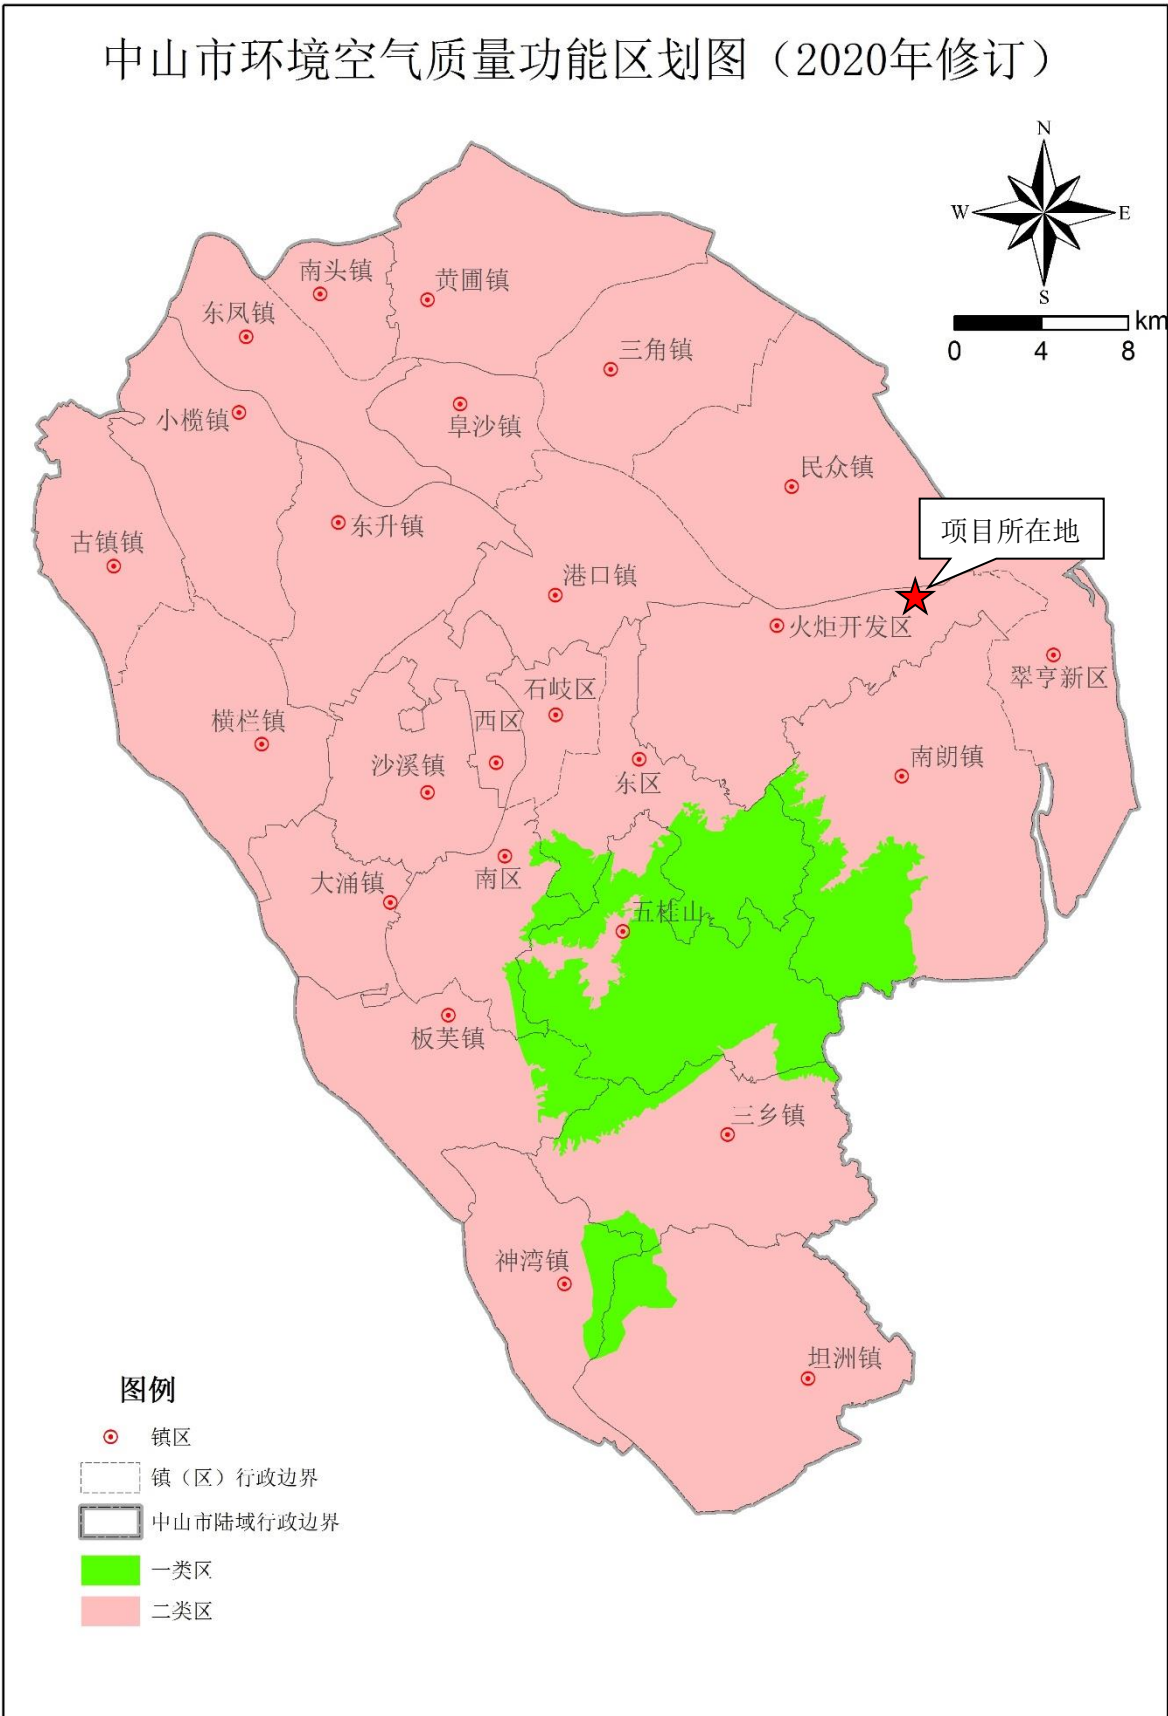 中山市环境空气质量功能区划图（2020年修订）
N
W
E
S
km
0
4
8
南头镇
黄圃镇
东凤镇
三角镇
小榄镇
阜沙镇
民众镇
东升镇
项目所在地
古镇镇
港口镇
火炬开发区
翠亨新区
石岐区
横栏镇
西区
沙溪镇
东区
南朗镇
南区
大涌镇
五桂山
板芙镇
三乡镇
神湾镇
坦洲镇
图例
镇区
镇（区）行政边界
中山市陆域行政边界
一类区
二类区